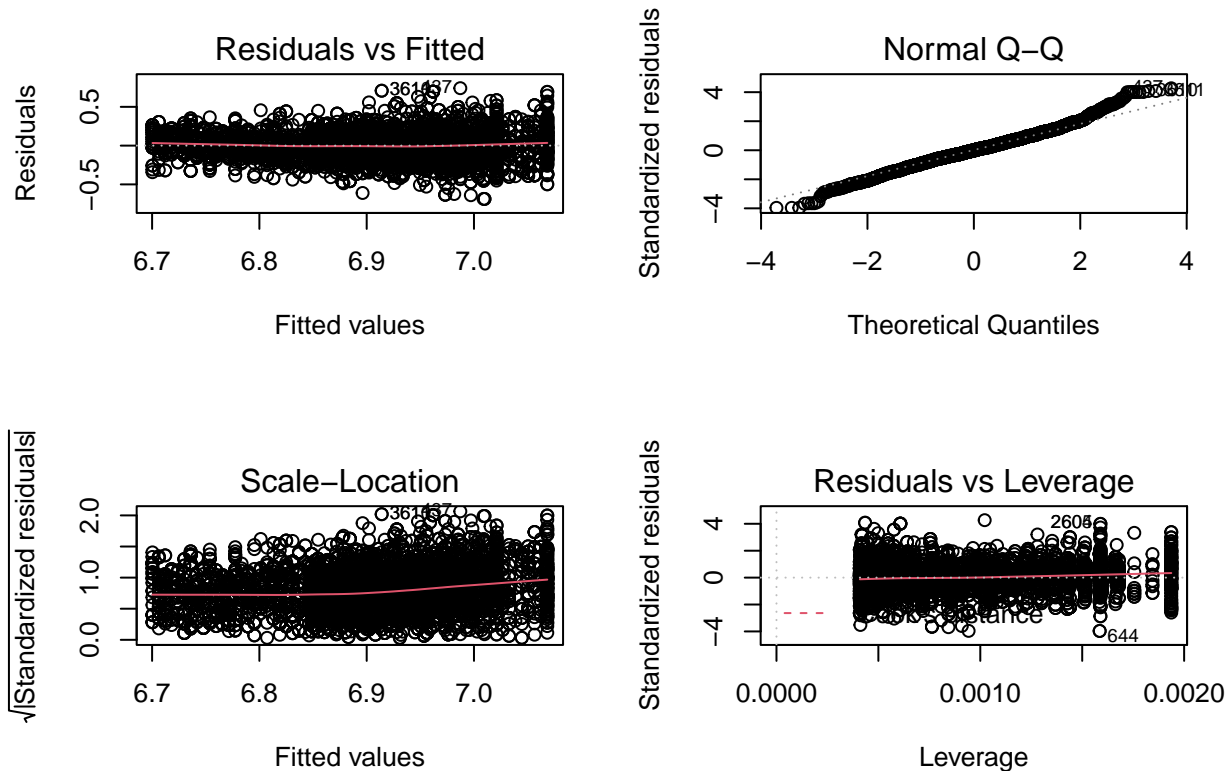 Residuals vs Fitted
Residuals
0.5
−0.5
6.7 6.8 6.9 7.0
Fitted values
Normal Q−Q
Standardized residuals
4
0
−4
−4 −2 0 2 4
Theoretical Quantiles
Scale−Location
√|Standardized residuals|
2.0
1.0
0.0
6.7 6.8 6.9 7.0
Fitted values
Residuals vs Leverage
Standardized residuals
4
0
−4
2605
644
0.0000 0.0010 0.0020
Leverage